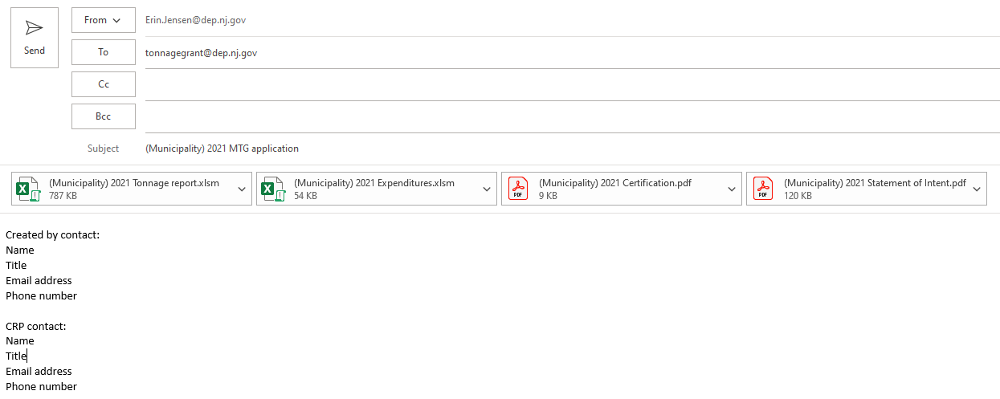 Send
From
Erin.Jensen@dep.nj.gov
To
tonnagegrant@dep.nj.gov
Cc
Bcc
Subject
(Municipality) 2021 MTG application
(Municipality) 2021 Tonnage report.xlsm
787 KB
(Municipality) 2021 Expenditures.xlsm
54 KB
PDF
(Municipality) 2021 Certification.pdf
9 KB
PDF
(Municipality) 2021 Statement of Intent.pdf
120 KB
Created by contact:
Name
Title
Email address
Phone number
CRP contact:
Name
Title
Email address
Phone number